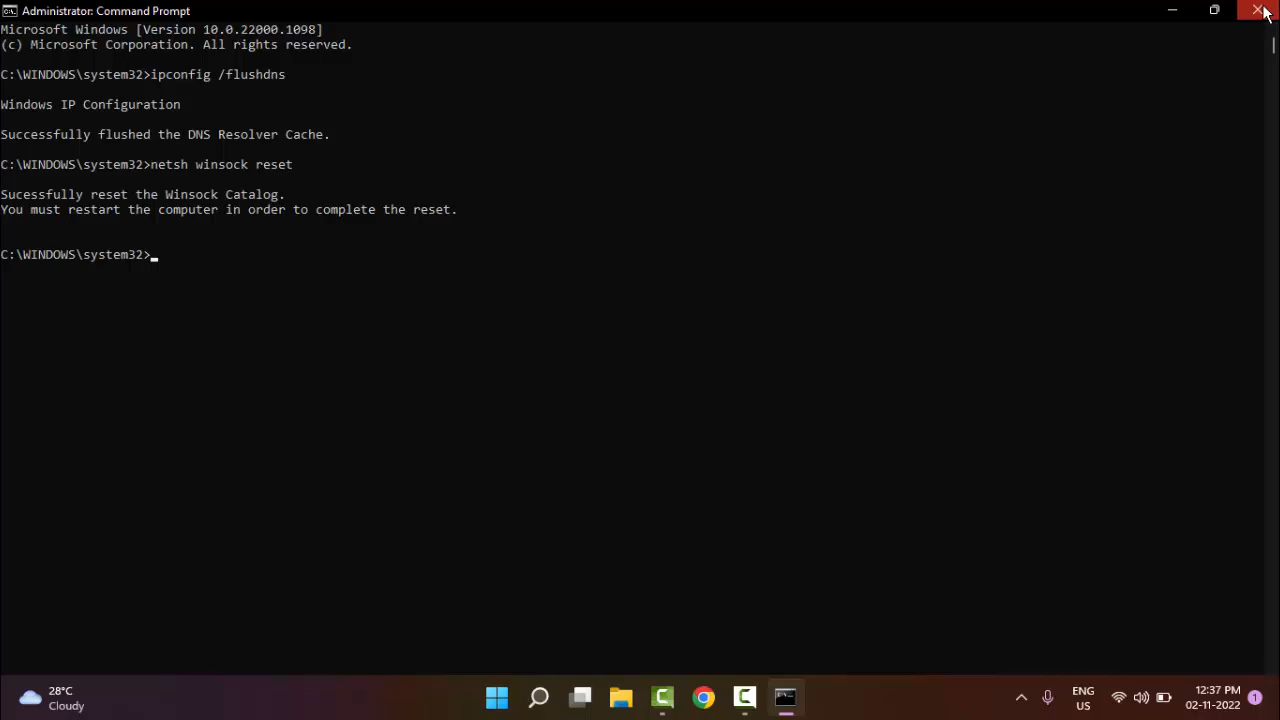 Administrator: Command Prompt
Microsoft Windows [Version 10.0.22000.1098]
(c) Microsoft Corporation. All rights reserved.
C:\WINDOWS\system32>ipconfig /flushdns
Windows IP Configuration
Successfully flushed the DNS Resolver Cache.
C:\WINDOWS\system32>netsh winsock reset
Sucessfully reset the Winsock Catalog.
You must restart the computer in order to complete the reset.
C:\WINDOWS\system32>
28°C
Cloudy
ENG
US
12:37 PM
02-11-2022
1